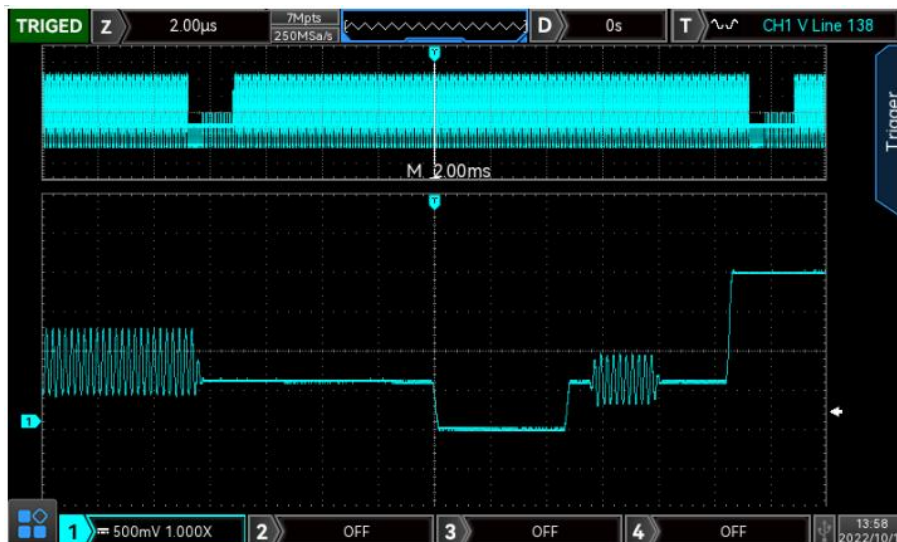 TRIGED Z 2.00μs 7Mpts D 0s T CH1 V Line 138
250MSa/s
T
Trigger
M 2.00ms
T
1
1 500mV 1.000X 2 OFF 3 OFF 4 OFF 13:58